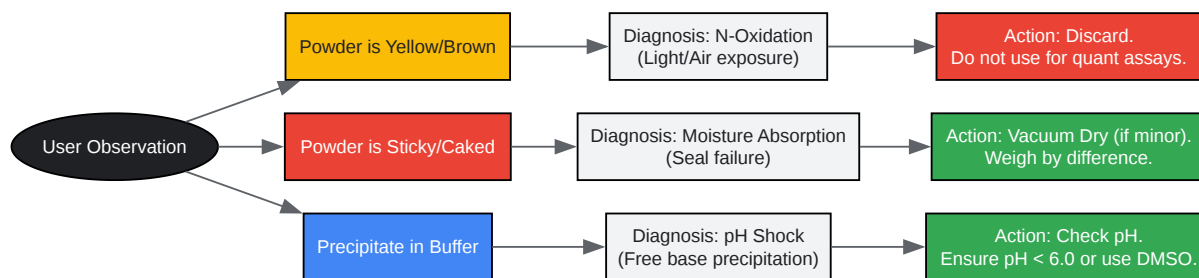 Powder is Yellow/Brown
Diagnosis: N-Oxidation
(Light/Air exposure)
Action: Discard.
Do not use for quant assays.
User Observation
Powder is Sticky/Caked
Diagnosis: Moisture Absorption
(Seal failure)
Action: Vacuum Dry (if minor).
Weigh by difference.
Precipitate in Buffer
Diagnosis: pH Shock
(Free base precipitation)
Action: Check pH.
Ensure pH < 6.0 or use DMSO.